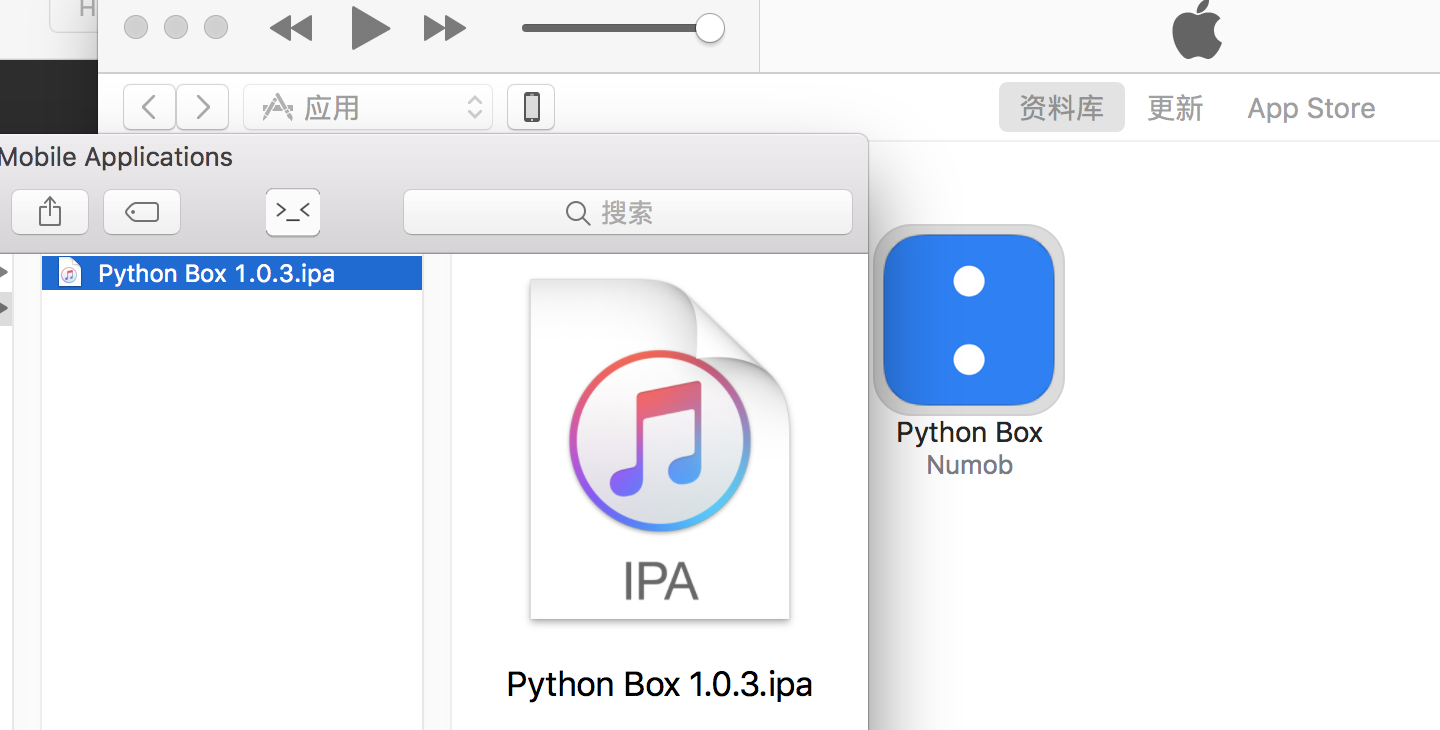 H
应用
资料库
更新
App Store
Mobile Applications
>_<
搜索
Python Box 1.0.3.ipa
IPA
Python Box 1.0.3.ipa
Python Box
Numob